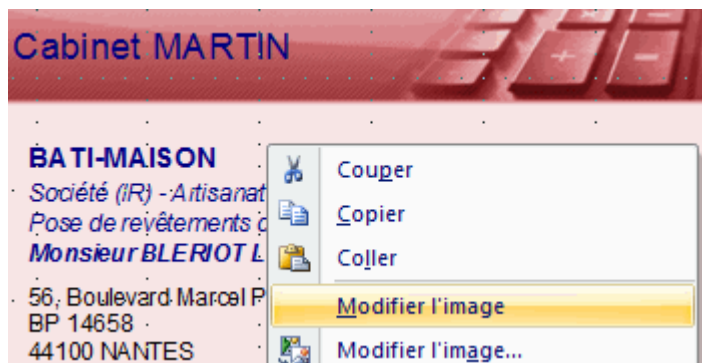 Cabinet MARTIN
BATI-MAISON
Société (IR) - Artisanat
Pose de revêtements
Monsieur BLERIOT L
56, Boulevard Marcel P
BP 14658
44100 NANTES
Couper
Copier
Coller
Modifier l'image
Modifier l'image...